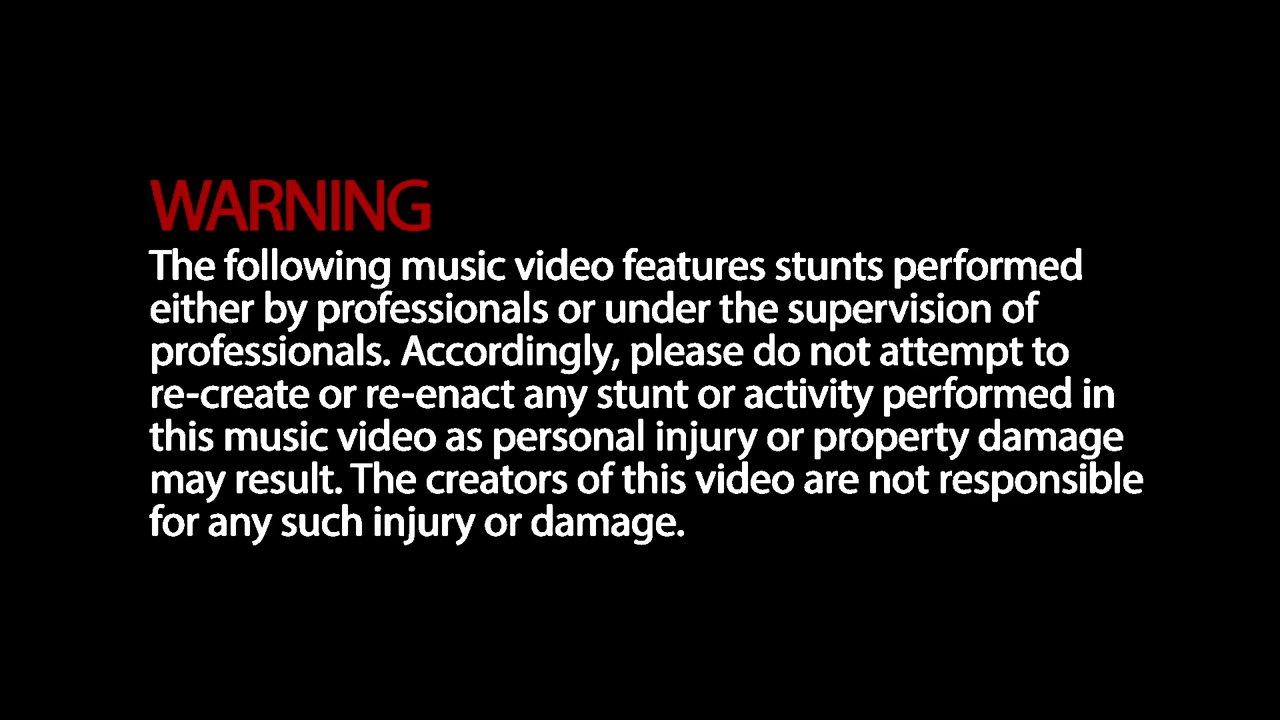 WARNING
The following music video features stunts performed
either by professionals or under the supervision of
professionals. Accordingly, please do not attempt to
re-create or re-enact any stunt or activity performed in
this music video as personal injury or property damage
may result. The creators of this video are not responsible
for any such injury or damage.